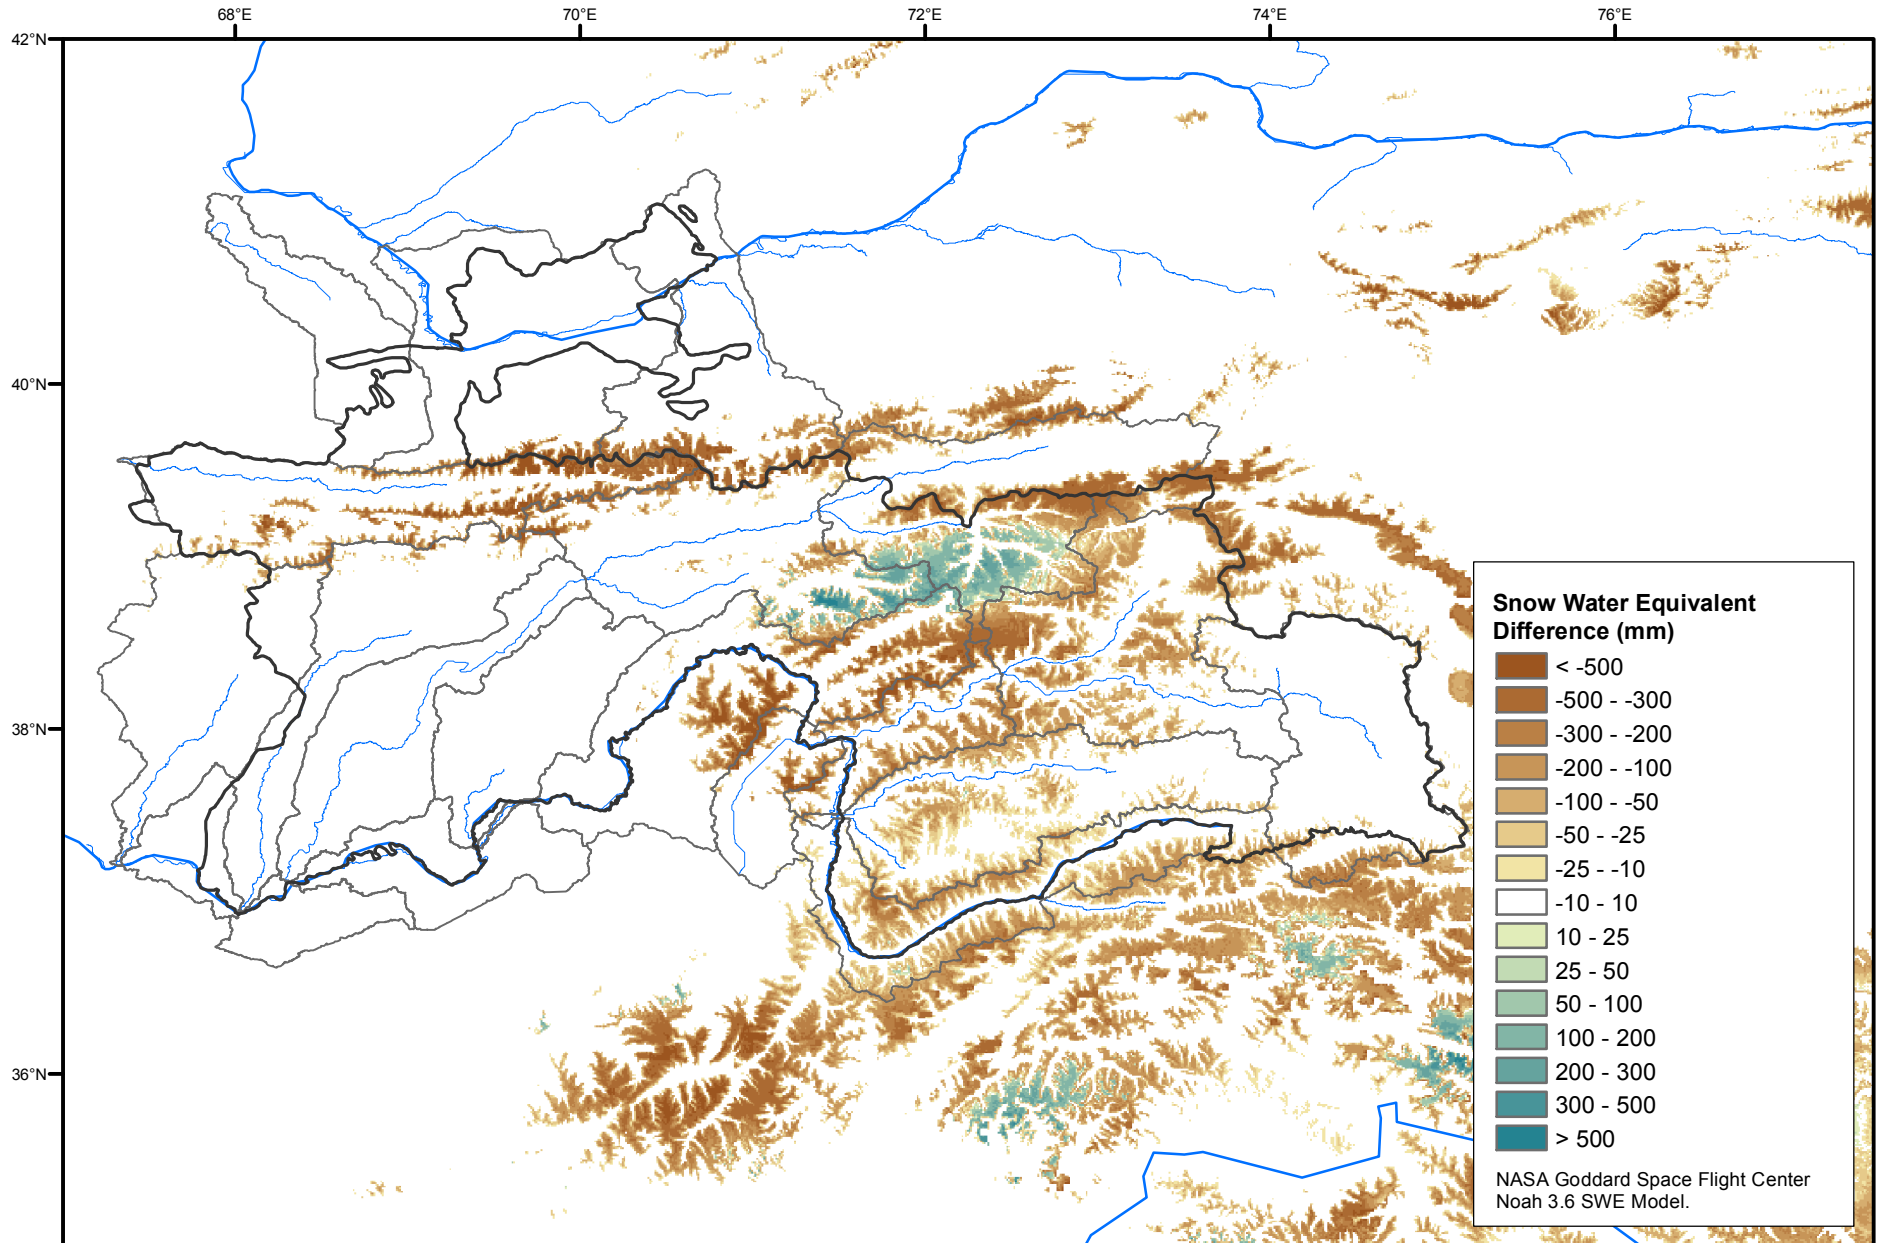 68°E
70°E
72°E
74°E
76°E
42°N
40°N
38°N
36°N
Snow Water Equivalent
Difference (mm)
< -500
-500 - -300
-300 - -200
-200 - -100
-100 - -50
-50 - -25
-25 - -10
-10 - 10
10 - 25
25 - 50
50 - 100
100 - 200
200 - 300
300 - 500
> 500
NASA Goddard Space Flight Center
Noah 3.6 SWE Model.